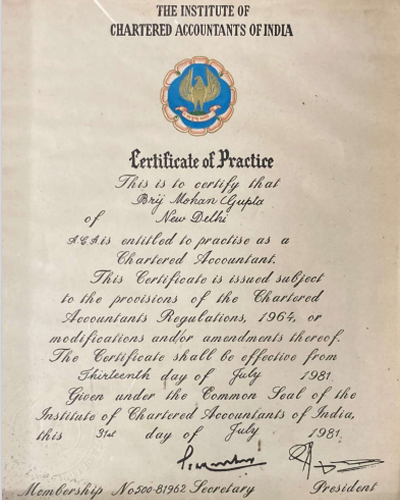 THE INSTITUTE OF
CHARTERED ACCOUNTANTS OF INDIA
Certificate of Practice
This is to certify that
Brij Mohan Gupta
of New Delhi
A.C.A. is entitled to practise as a
Chartered Accountant.
This Certificate is issued subject
to the provisions of the Chartered
Accountants Regulations, 1964, or
modifications and/or amendments thereof.
The Certificate shall be effective from
Thirteenth day of July 1981
Given under the Common Seal of the
Institute of Chartered Accountants of India,
this 31st day of July 1981
Membership No 500-81962 Secretary President